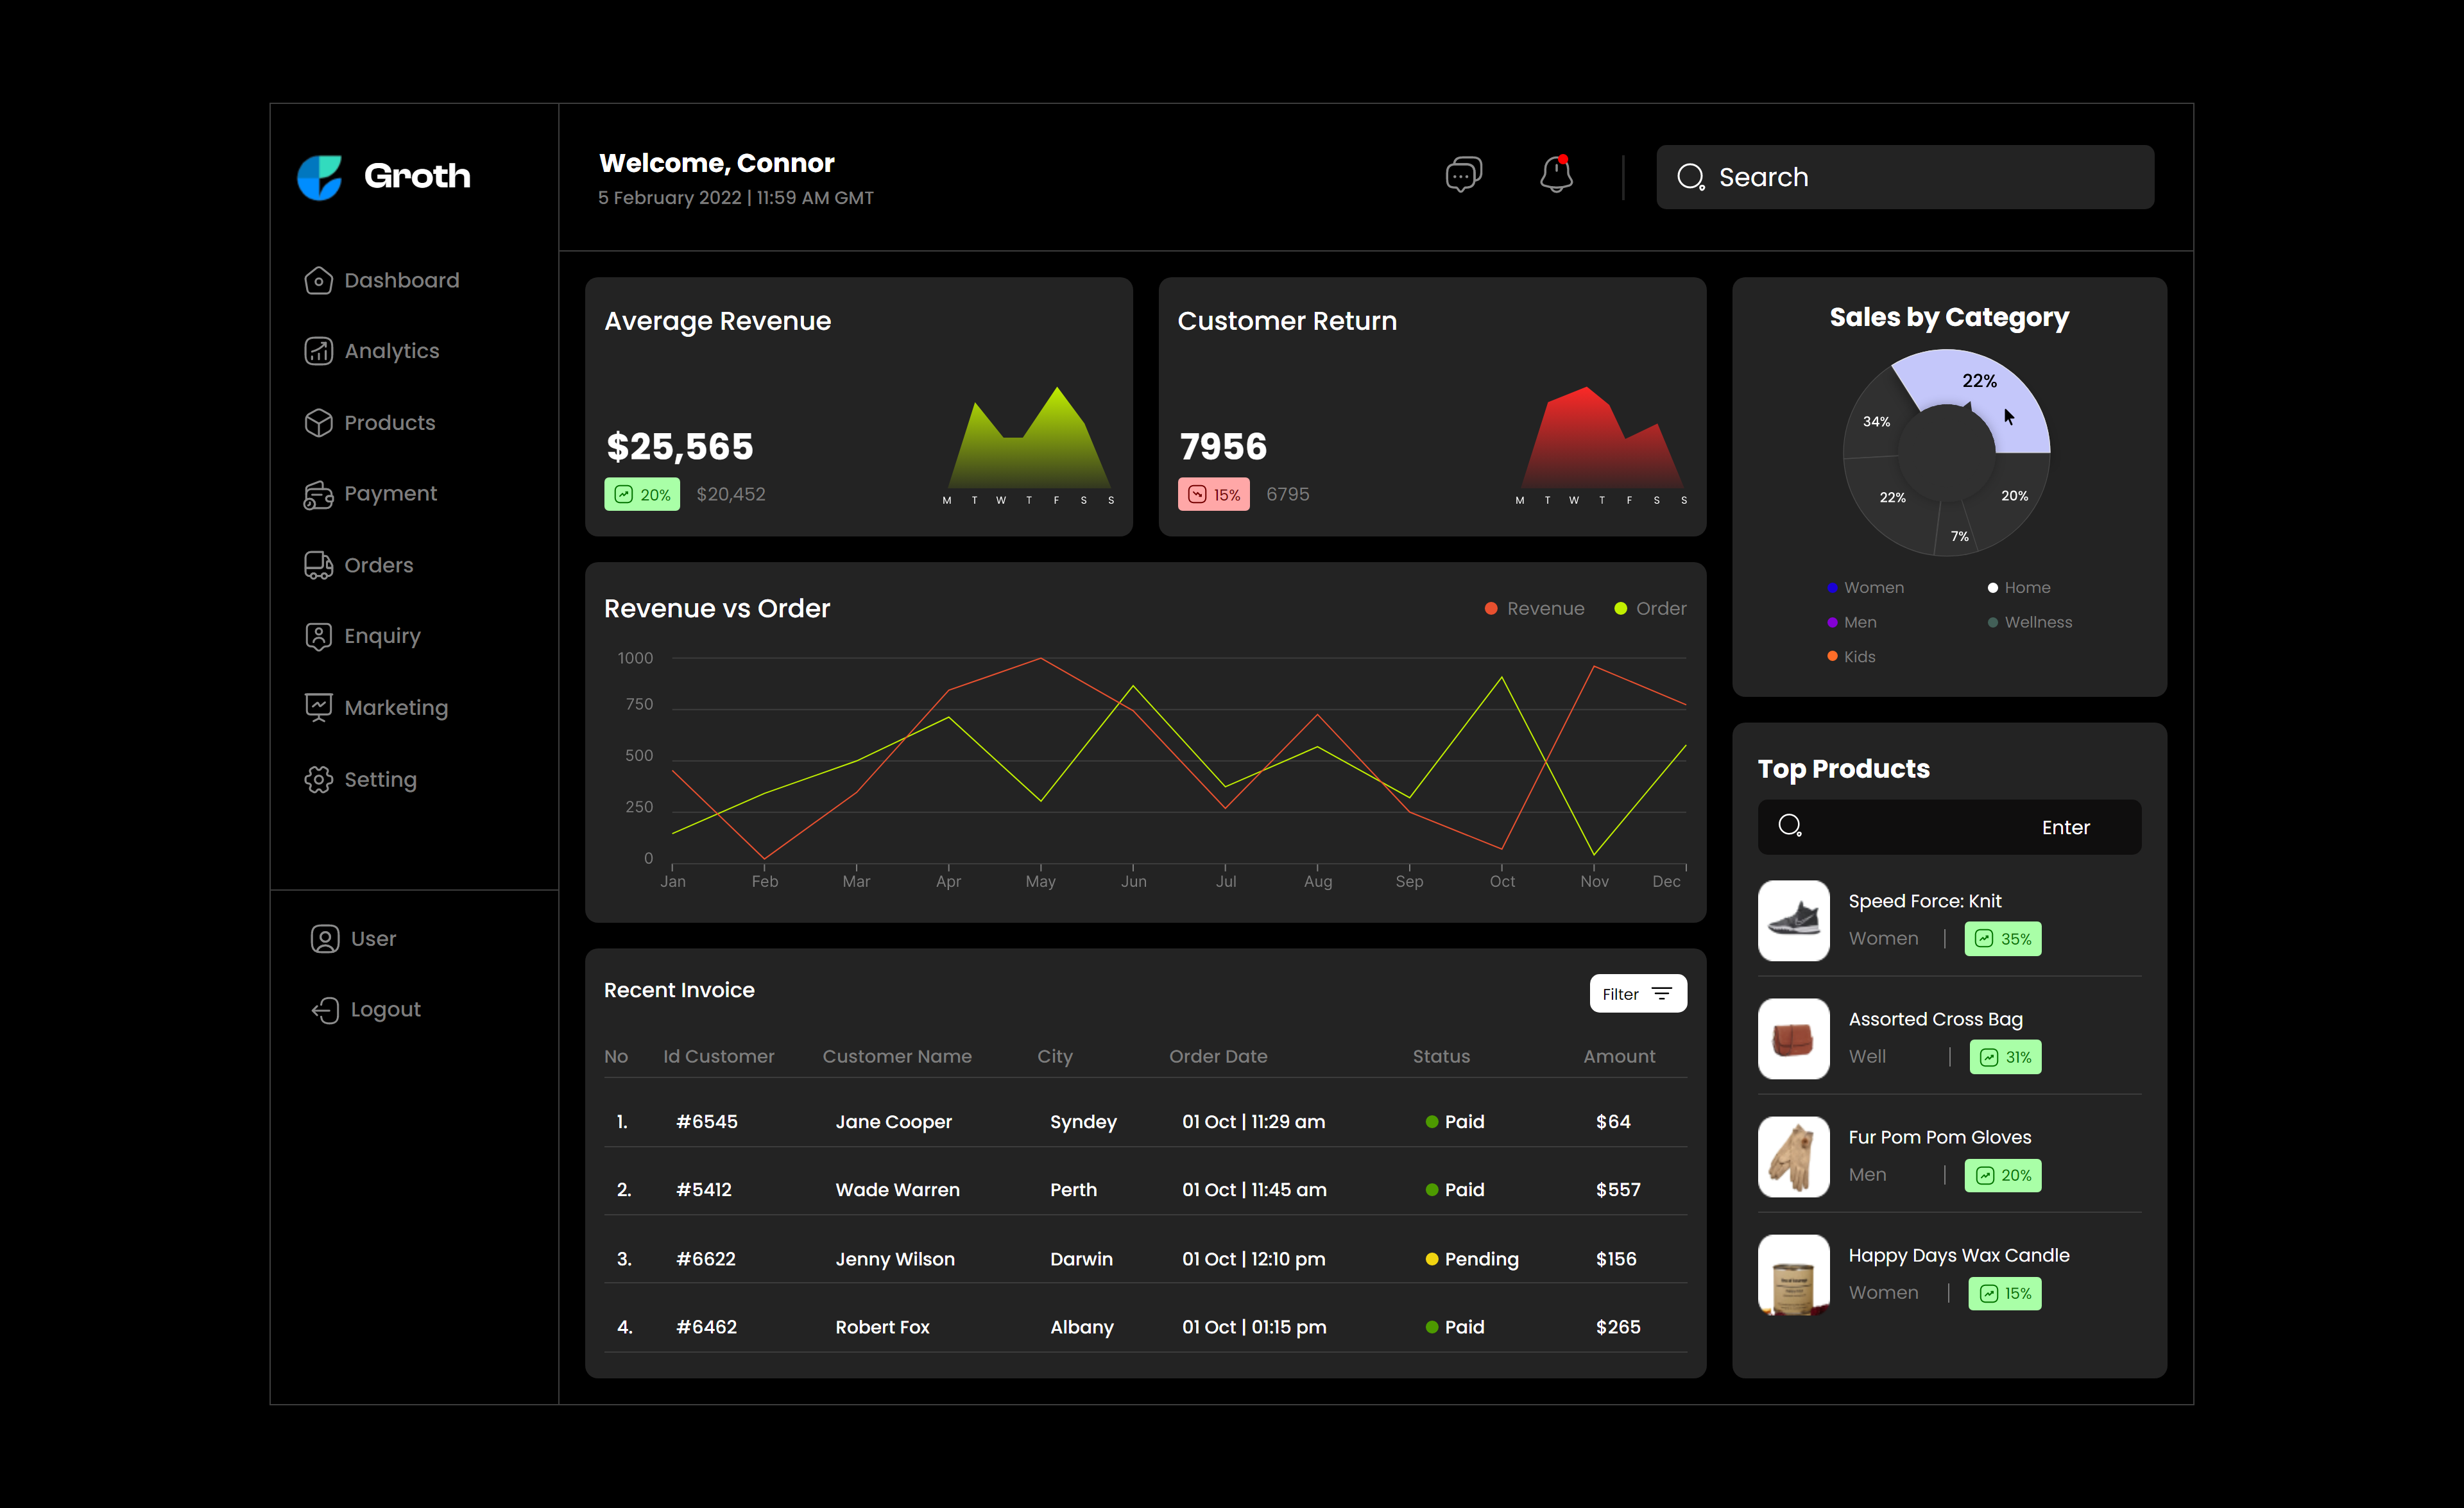 Groth
Dashboard
Analytics
Products
Payment
Orders
Enquiry
Marketing
Setting
User
Logout
Welcome, Connor
5 February 2022 | 11:59 AM GMT
Search
Average Revenue
$25,565
20% $20,452
M T W T F S S
Customer Return
7956
15% 6795
M T W T F S S
Revenue vs Order
Revenue Order
1000
750
500
250
0
Jan Feb Mar Apr May Jun Jul Aug Sep Oct Nov Dec
Recent Invoice
Filter
No Id Customer Customer Name City Order Date Status Amount
1. #6545 Jane Cooper Syndey 01 Oct | 11:29 am Paid $64
2. #5412 Wade Warren Perth 01 Oct | 11:45 am Paid $557
3. #6622 Jenny Wilson Darwin 01 Oct | 12:10 pm Pending $156
4. #6462 Robert Fox Albany 01 Oct | 01:15 pm Paid $265
Sales by Category
22%
34%
22%
20%
7%
Women Home
Men Wellness
Kids
Top Products
Enter
Speed Force: Knit
Women | 35%
Assorted Cross Bag
Well | 31%
Fur Pom Pom Gloves
Men | 20%
Happy Days Wax Candle
Women | 15%